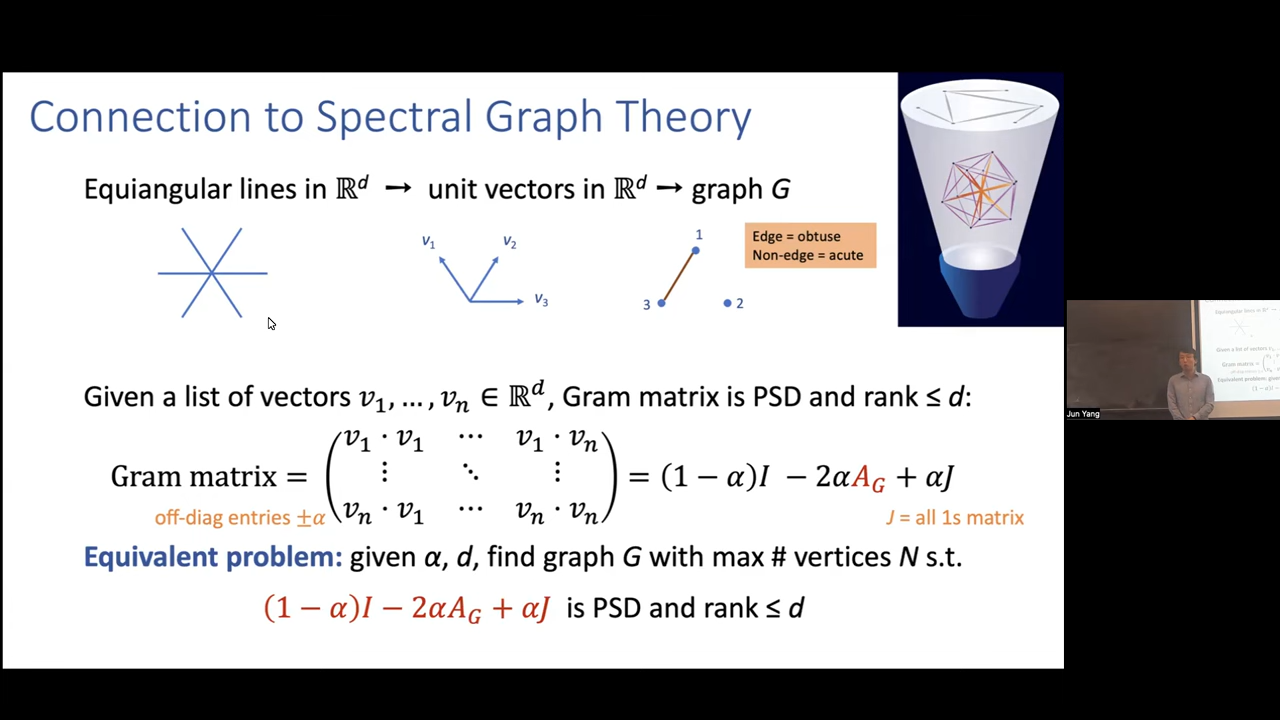 Connection to Spectral Graph Theory
Equiangular lines in ℝᵈ → unit vectors in ℝᵈ → graph G
v₁
v₂
v₃
1
3
2
Edge = obtuse
Non-edge = acute
Given a list of vectors v₁, …, vₙ ∈ ℝᵈ, Gram matrix is PSD and rank ≤ d:
v₁ · v₁ ⋯ v₁ · vₙ
Gram matrix = ( ⋮ ⋱ ⋮ ) = (1 − α)I − 2αA_G + αJ
vₙ · v₁ ⋯ vₙ · vₙ
off-diag entries ±α
J = all 1s matrix
Equivalent problem: given α, d, find graph G with max # vertices N s.t.
(1 − α)I − 2αA_G + αJ is PSD and rank ≤ d
Jun Yang